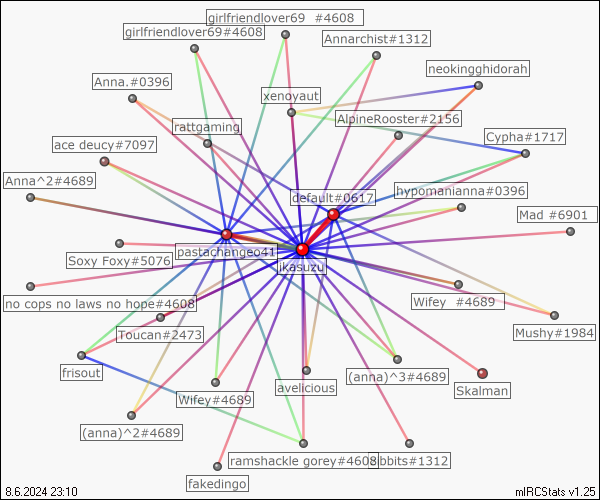 girlfriendlover69 #4608
girlfriendlover69#4608
Annarchist#1312
neokingghidorah
Anna.#0396
xenoyaut
AlpineRooster#2156
rattgaming
Cypha#1717
ace deucy#7097
Anna^2#4689
default#0617
hypomanianna#0396
Mad #6901
pastachangeo41
Soxy Foxy#5076
jkasuzu
no cops no laws no hope#4608
Wifey #4689
Toucan#2473
Mushy#1984
frisout
(anna)^3#4689
avelicious
Skalman
Wifey#4689
(anna)^2#4689
ramshackle gorey#4608
bbits#1312
fakedingo
8.6.2024 23:10
mIRCStats v1.25